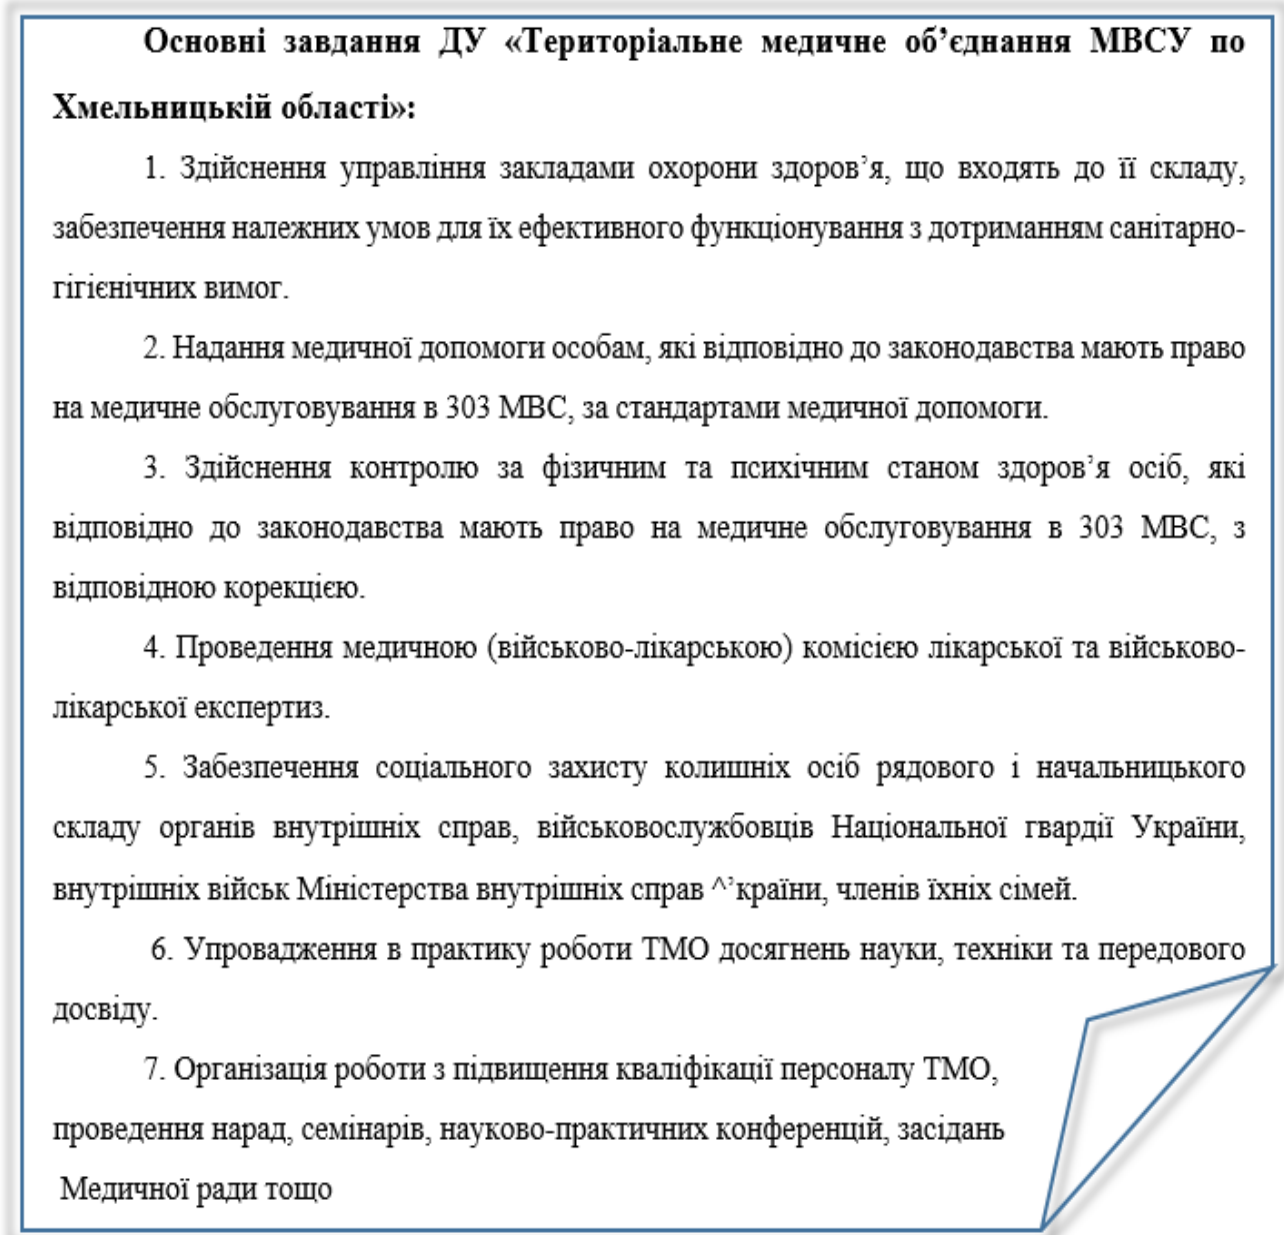 Основні завдання ДУ «Територіальне медичне об’єднання МВСУ по
Хмельницькій області»:
1. Здійснення управління закладами охорони здоров’я, що входять до її складу,
забезпечення належних умов для їх ефективного функціонування з дотриманням санітарно-
гігієнічних вимог.
2. Надання медичної допомоги особам, які відповідно до законодавства мають право
на медичне обслуговування в 303 МВС, за стандартами медичної допомоги.
3. Здійснення контролю за фізичним та психічним станом здоров’я осіб, які
відповідно до законодавства мають право на медичне обслуговування в 303 МВС, з
відповідною корекцією.
4. Проведення медичною (військово-лікарською) комісією лікарської та військово-
лікарської експертиз.
5. Забезпечення соціального захисту колишніх осіб рядового і начальницького
складу органів внутрішніх справ, військовослужбовців Національної гвардії України,
внутрішніх військ Міністерства внутрішніх справ ^’країни, членів їхніх сімей.
6. Упровадження в практику роботи ТМО досягнень науки, техніки та передового
досвіду.
7. Організація роботи з підвищення кваліфікації персоналу ТМО,
проведення нарад, семінарів, науково-практичних конференцій, засідань
Медичної ради тощо